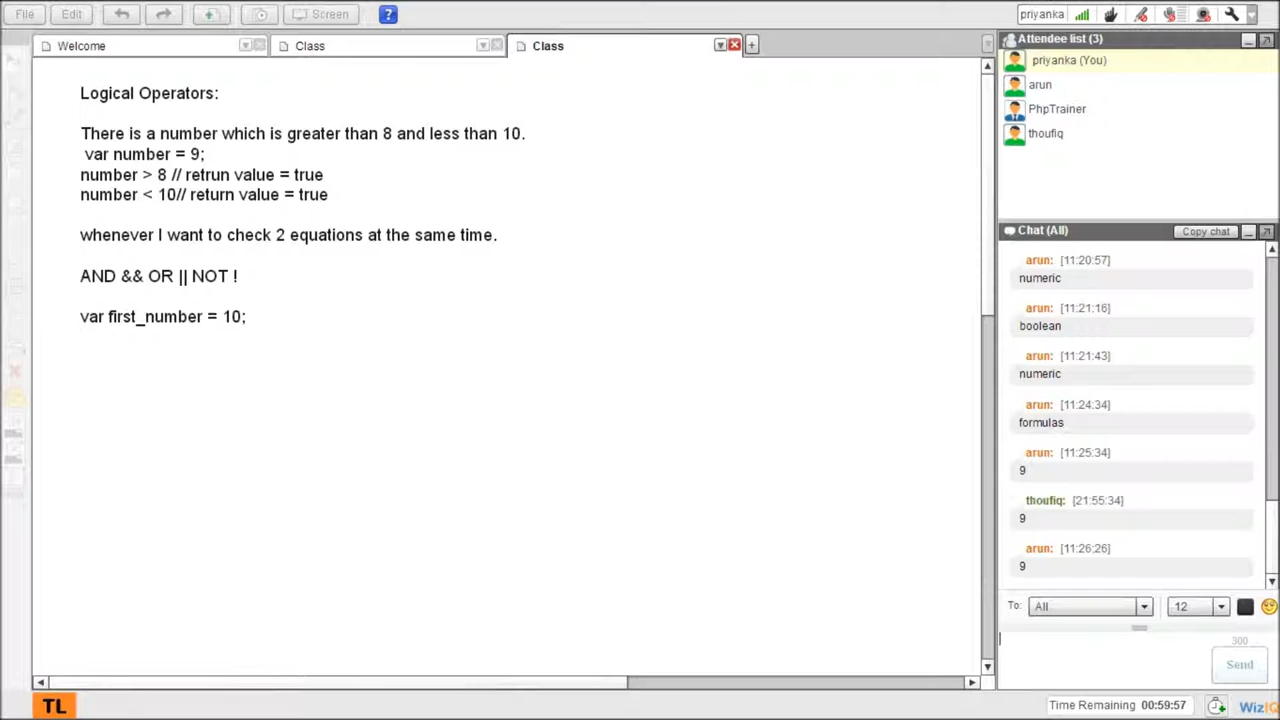 File Edit Screen ? priyanka
Welcome Class Class
Logical Operators:
There is a number which is greater than 8 and less than 10.
var number = 9;
number > 8 // retrun value = true
number < 10// return value = true
whenever I want to check 2 equations at the same time.
AND && OR || NOT !
var first_number = 10;
Attendee list (3)
priyanka (You)
arun
PhpTrainer
thoufiq
Chat (All) Copy chat
arun: [11:20:57]
numeric
arun: [11:21:16]
boolean
arun: [11:21:43]
numeric
arun: [11:24:34]
formulas
arun: [11:25:34]
9
thoufiq: [21:55:34]
9
arun: [11:26:26]
9
To: All 12
300
Send
TL
Time Remaining 00:59:57 WizIQ